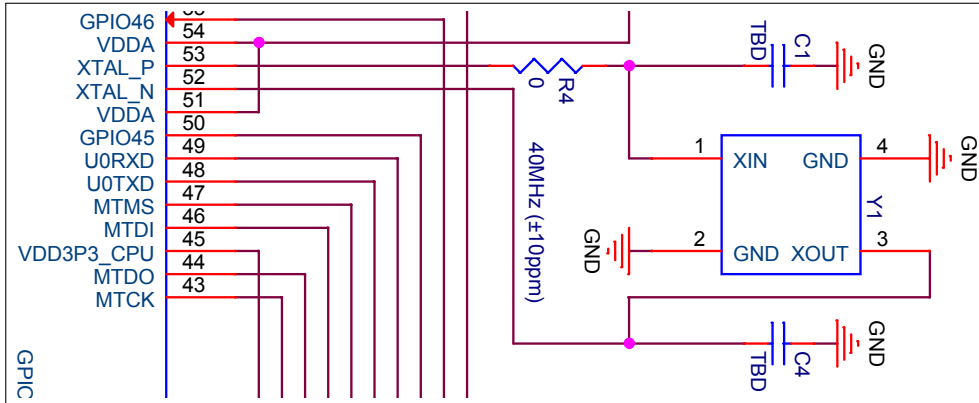 GPIO46
54
VDDA
53
XTAL_P
52
XTAL_N
51
VDDA
50
GPIO45
49
U0RXD
48
U0TXD
47
MTMS
46
MTDI
45
VDD3P3_CPU
44
MTDO
43
MTCK
GPIO
R4
0
40MHz (±10ppm)
C1
TBD
GND
1
XIN
GND
4
GND
Y1
GND
2
GND
XOUT
3
C4
TBD
GND